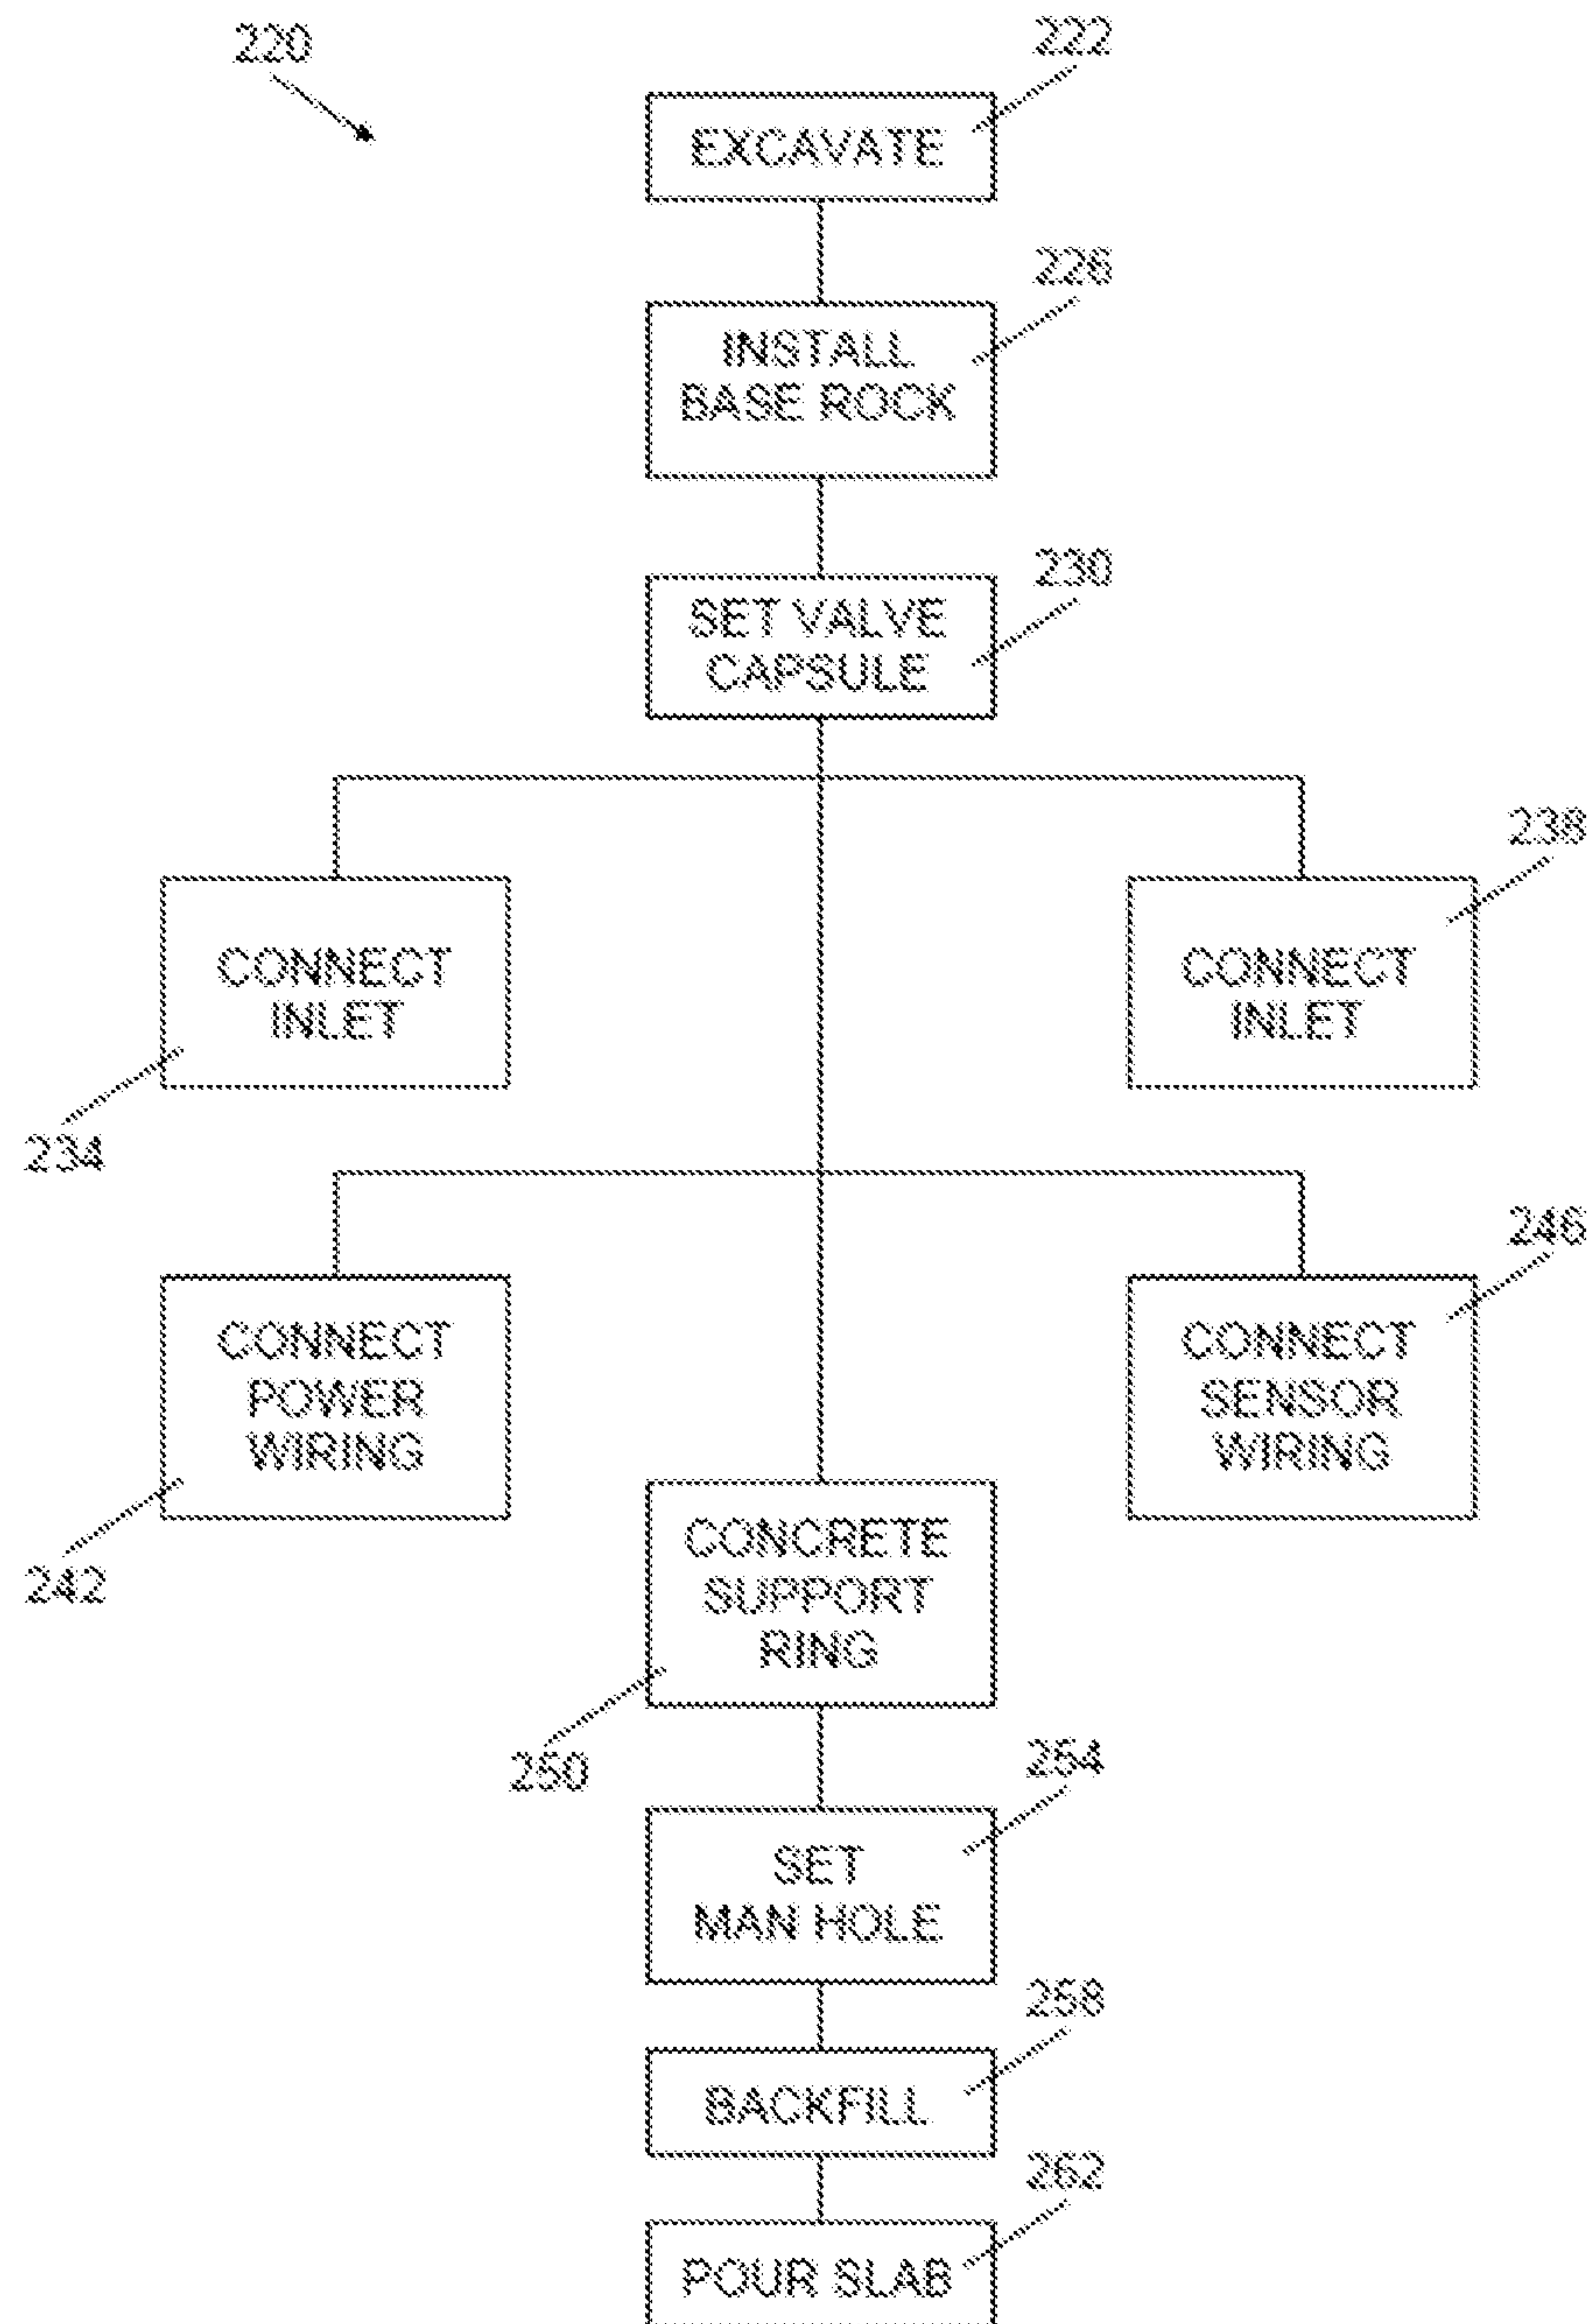 220
222
EXCAVATE
226
INSTALL
BASE ROCK
230
SET VALVE
CAPSULE
238
CONNECT
INLET
CONNECT
INLET
234
246
CONNECT
POWER
WIRING
CONNECT
SENSOR
WIRING
242
CONCRETE
SUPPORT
RING
250
254
SET
MAN HOLE
258
BACKFILL
262
POUR SLAB